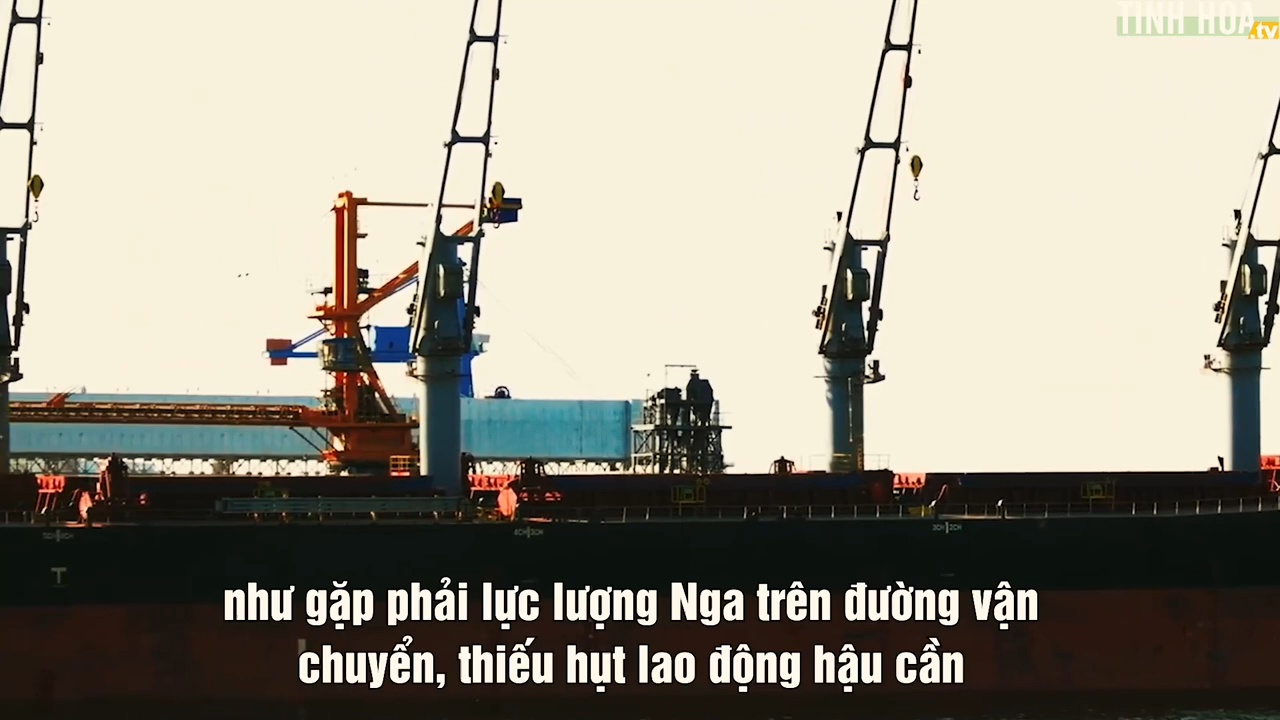 TINH HOA
.tv
như gặp phải lực lượng Nga trên đường vận
chuyển, thiếu hụt lao động hậu cần